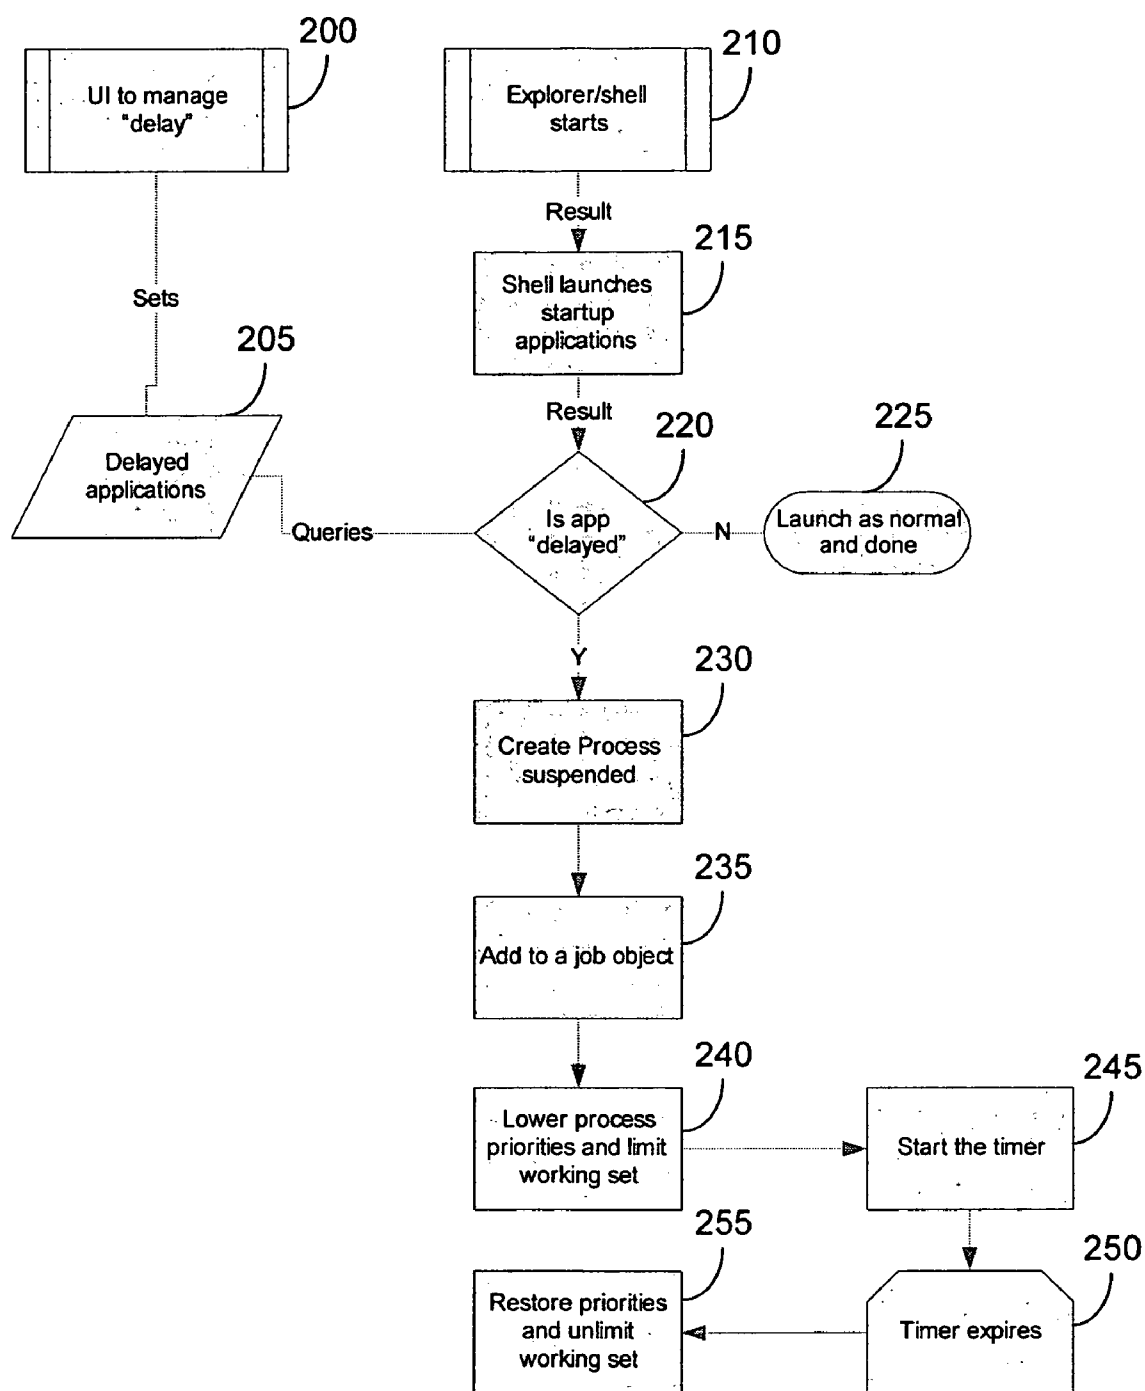 200
UI to manage
"delay"
210
Explorer/shell
starts
Result
215
Shell launches
startup
applications
Sets
205
Delayed
applications
Result
220
Is app
"delayed"
Queries
N
225
Launch as normal
and done
Y
230
Create Process
suspended
235
Add to a job object
240
Lower process
priorities and limit
working set
245
Start the timer
250
Timer expires
255
Restore priorities
and unlimit
working set